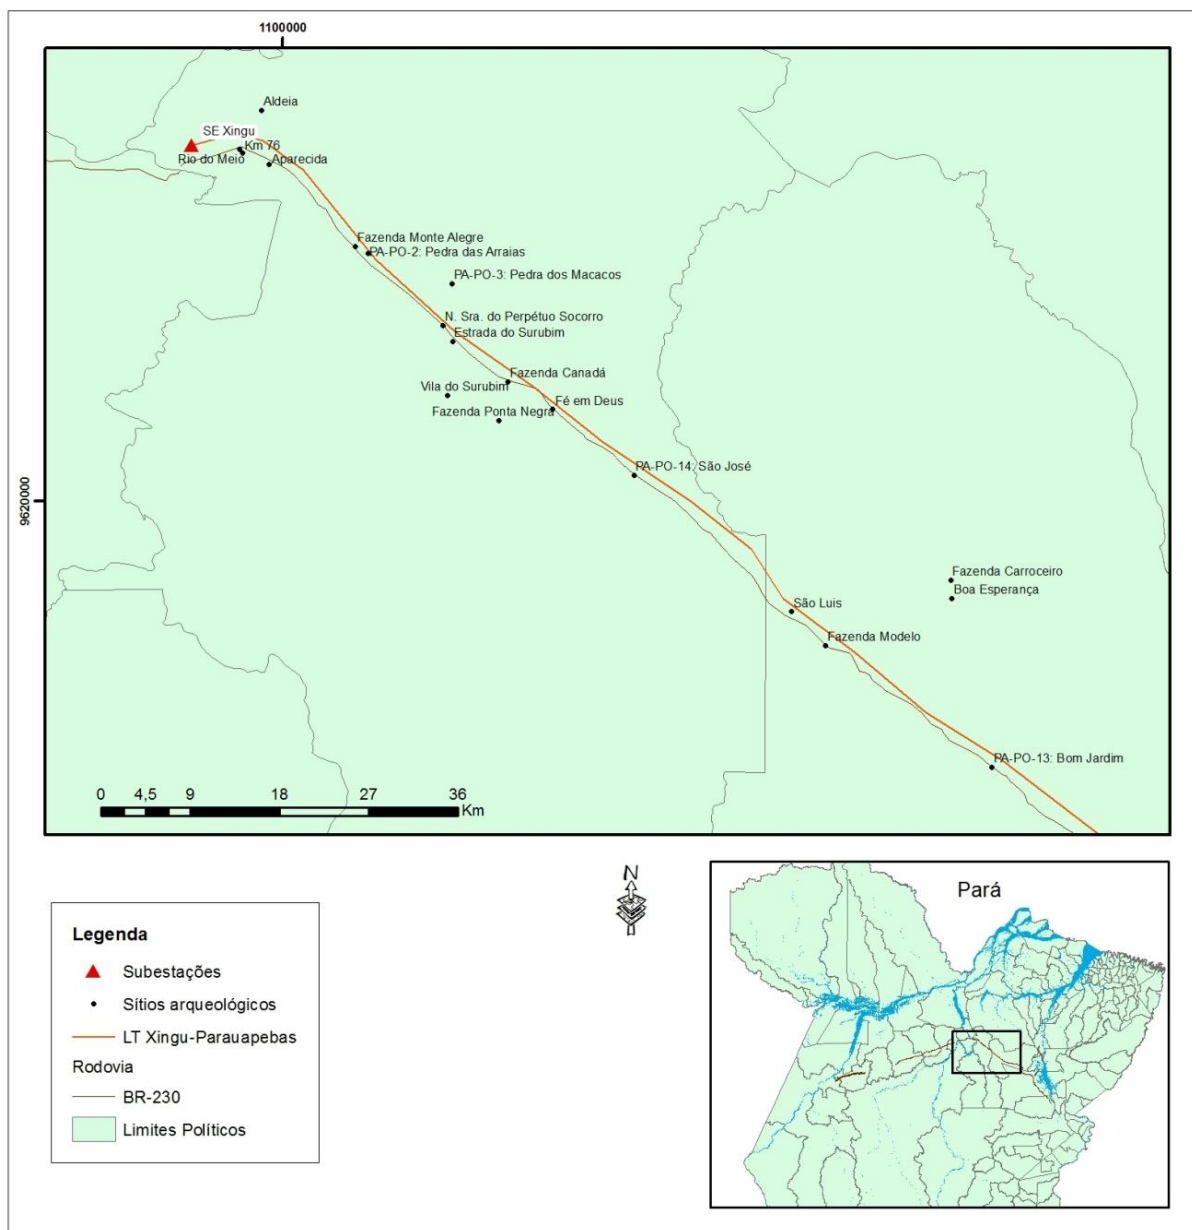 1100000
Aldeia
SE Xingu
Km 76
Rio do Meio
Aparecida
Fazenda Monte Alegre
PA-PO-2: Pedra das Arraias
PA-PO-3: Pedra dos Macacos
N. Sra. do Perpétuo Socorro
Estrada do Surubim
Fazenda Canadá
Vila do Surubim
Fé em Deus
Fazenda Ponta Negra
PA-PO-14: São José
9620000
Fazenda Carroceiro
Boa Esperança
São Luis
Fazenda Modelo
PA-PO-13: Bom Jardim
0 4,5 9 18 27 36
Km
N
Pará
Legenda
Subestações
Sítios arqueológicos
LT Xingu-Parauapebas
Rodovia
BR-230
Limites Políticos